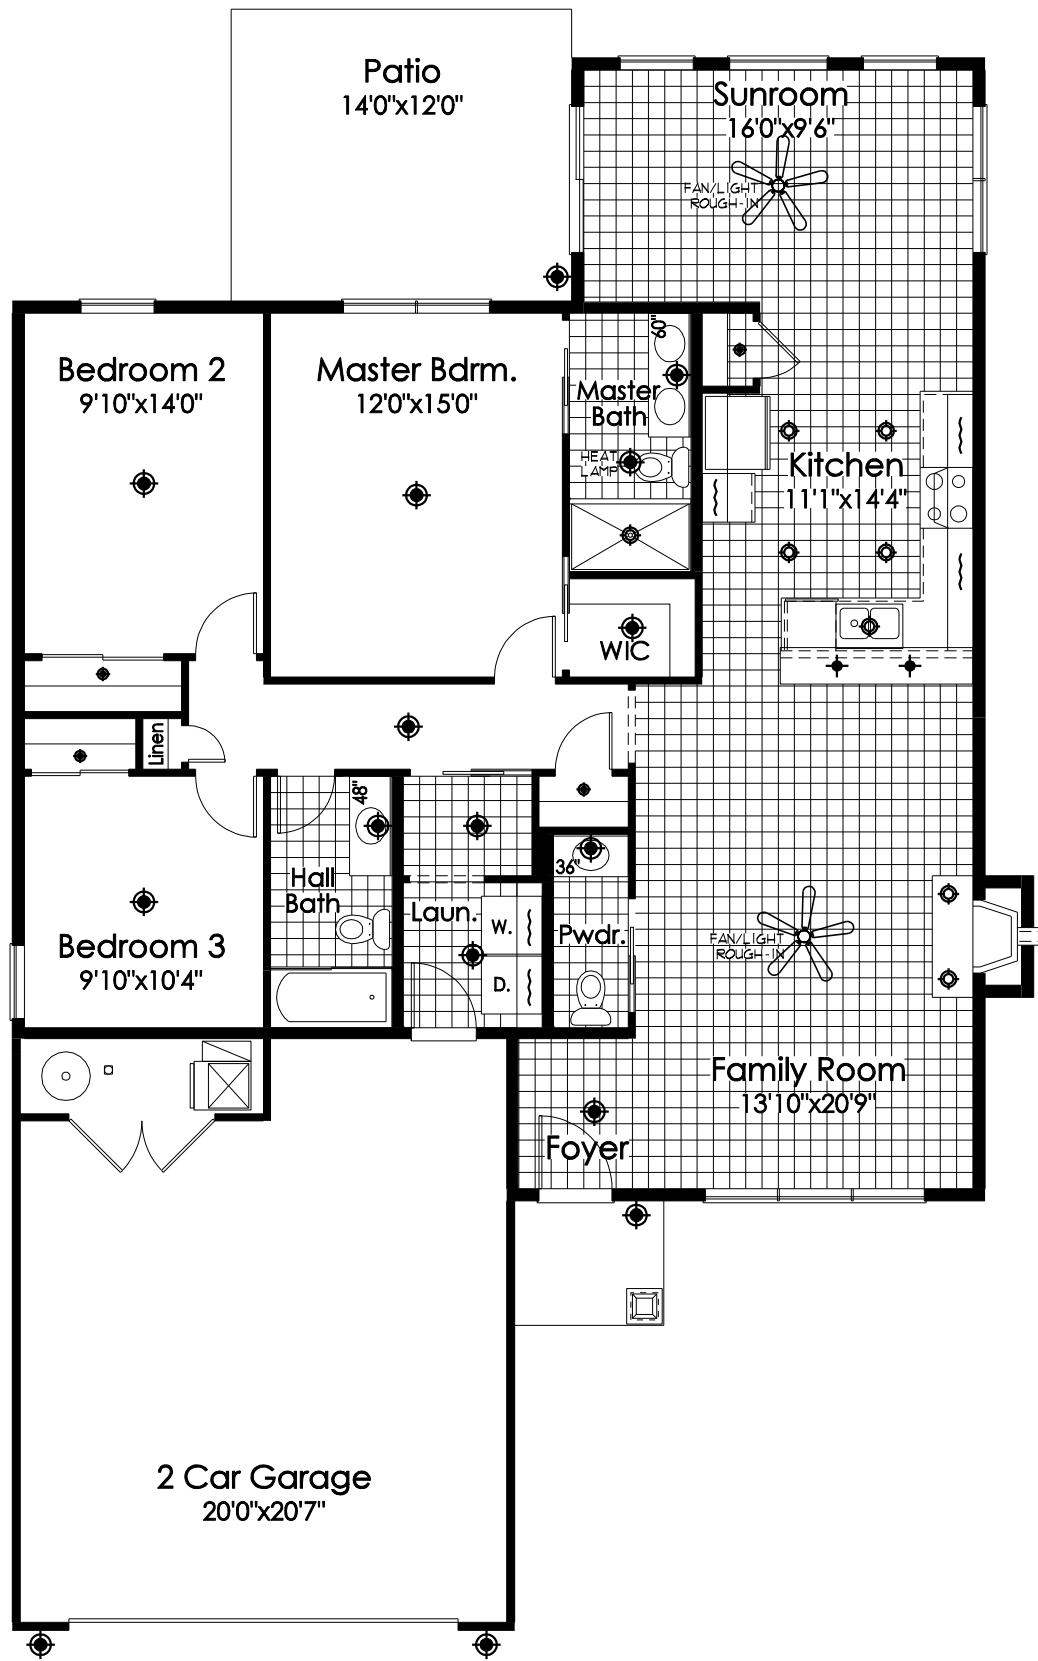 Patio
14'0"x12'0"
Sunroom
16'0"x9'6"
FAN/LIGHT
ROUGH-IN
Bedroom 2
9'10"x14'0"
Master Bdrm.
12'0"x15'0"
60"
Master
Bath
HEAT
LAMP
Kitchen
11'1"x14'4"
WIC
Linen
48"
Hall
Bath
Laun.
W.
D.
36"
Pwdr.
FAN/LIGHT
ROUGH-IN
Bedroom 3
9'10"x10'4"
Family Room
13'10"x20'9"
Foyer
2 Car Garage
20'0"x20'7"